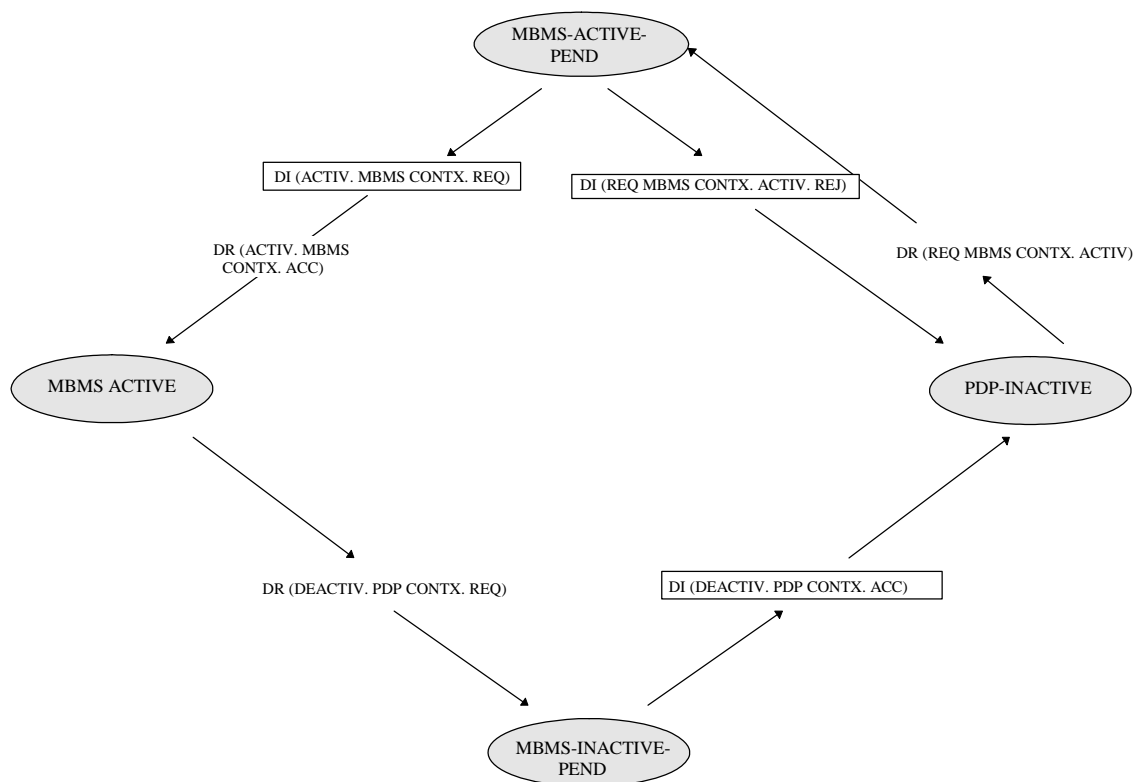 MBMS-ACTIVE-
PEND
DI (ACTIV. MBMS CONTX. REQ)
DI (REQ MBMS CONTX. ACTIV. REJ)
DR (ACTIV. MBMS
CONTX. ACC)
DR (REQ MBMS CONTX. ACTIV)
MBMS ACTIVE
PDP-INACTIVE
DR (DEACTIV. PDP CONTX. REQ)
DI (DEACTIV. PDP CONTX. ACC)
MBMS-INACTIVE-
PEND